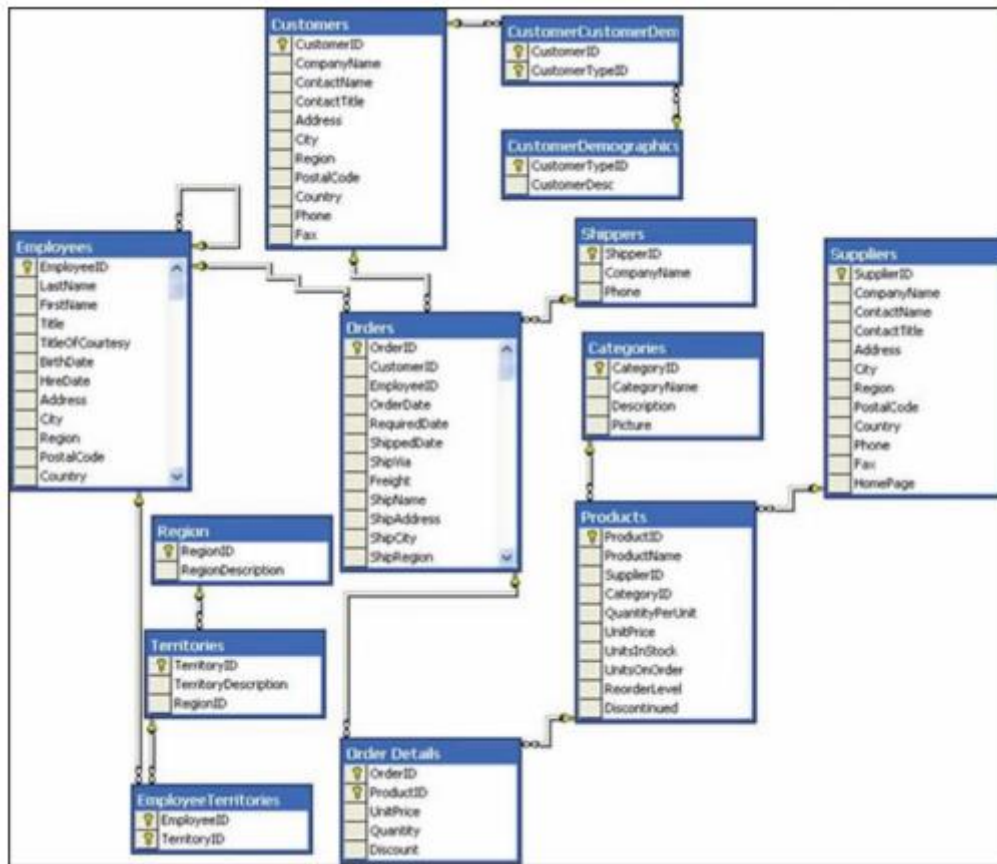 Customers
CustomerID
CompanyName
ContactName
ContactTitle
Address
City
Region
PostalCode
Country
Phone
Fax
CustomerCustomerDem
CustomerID
CustomerTypeID
CustomerDemographics
CustomerTypeID
CustomerDesc
Employees
EmployeeID
LastName
FirstName
Title
TitleOfCourtesy
BirthDate
HireDate
Address
City
Region
PostalCode
Country
Shippers
ShipperID
CompanyName
Phone
Suppliers
SupplierID
CompanyName
ContactName
ContactTitle
Address
City
Region
PostalCode
Country
Phone
Fax
HomePage
Orders
OrderID
CustomerID
EmployeeID
OrderDate
RequiredDate
ShippedDate
ShipVia
Freight
ShipName
ShipAddress
ShipCity
ShipRegion
Categories
CategoryID
CategoryName
Description
Picture
Products
ProductID
ProductName
SupplierID
CategoryID
QuantityPerUnit
UnitPrice
UnitsInStock
UnitsOnOrder
ReorderLevel
Discontinued
Region
RegionID
RegionDescription
Territories
TerritoryID
TerritoryDescription
RegionID
Order Details
OrderID
ProductID
UnitPrice
Quantity
Discount
EmployeeTerritories
EmployeeID
TerritoryID